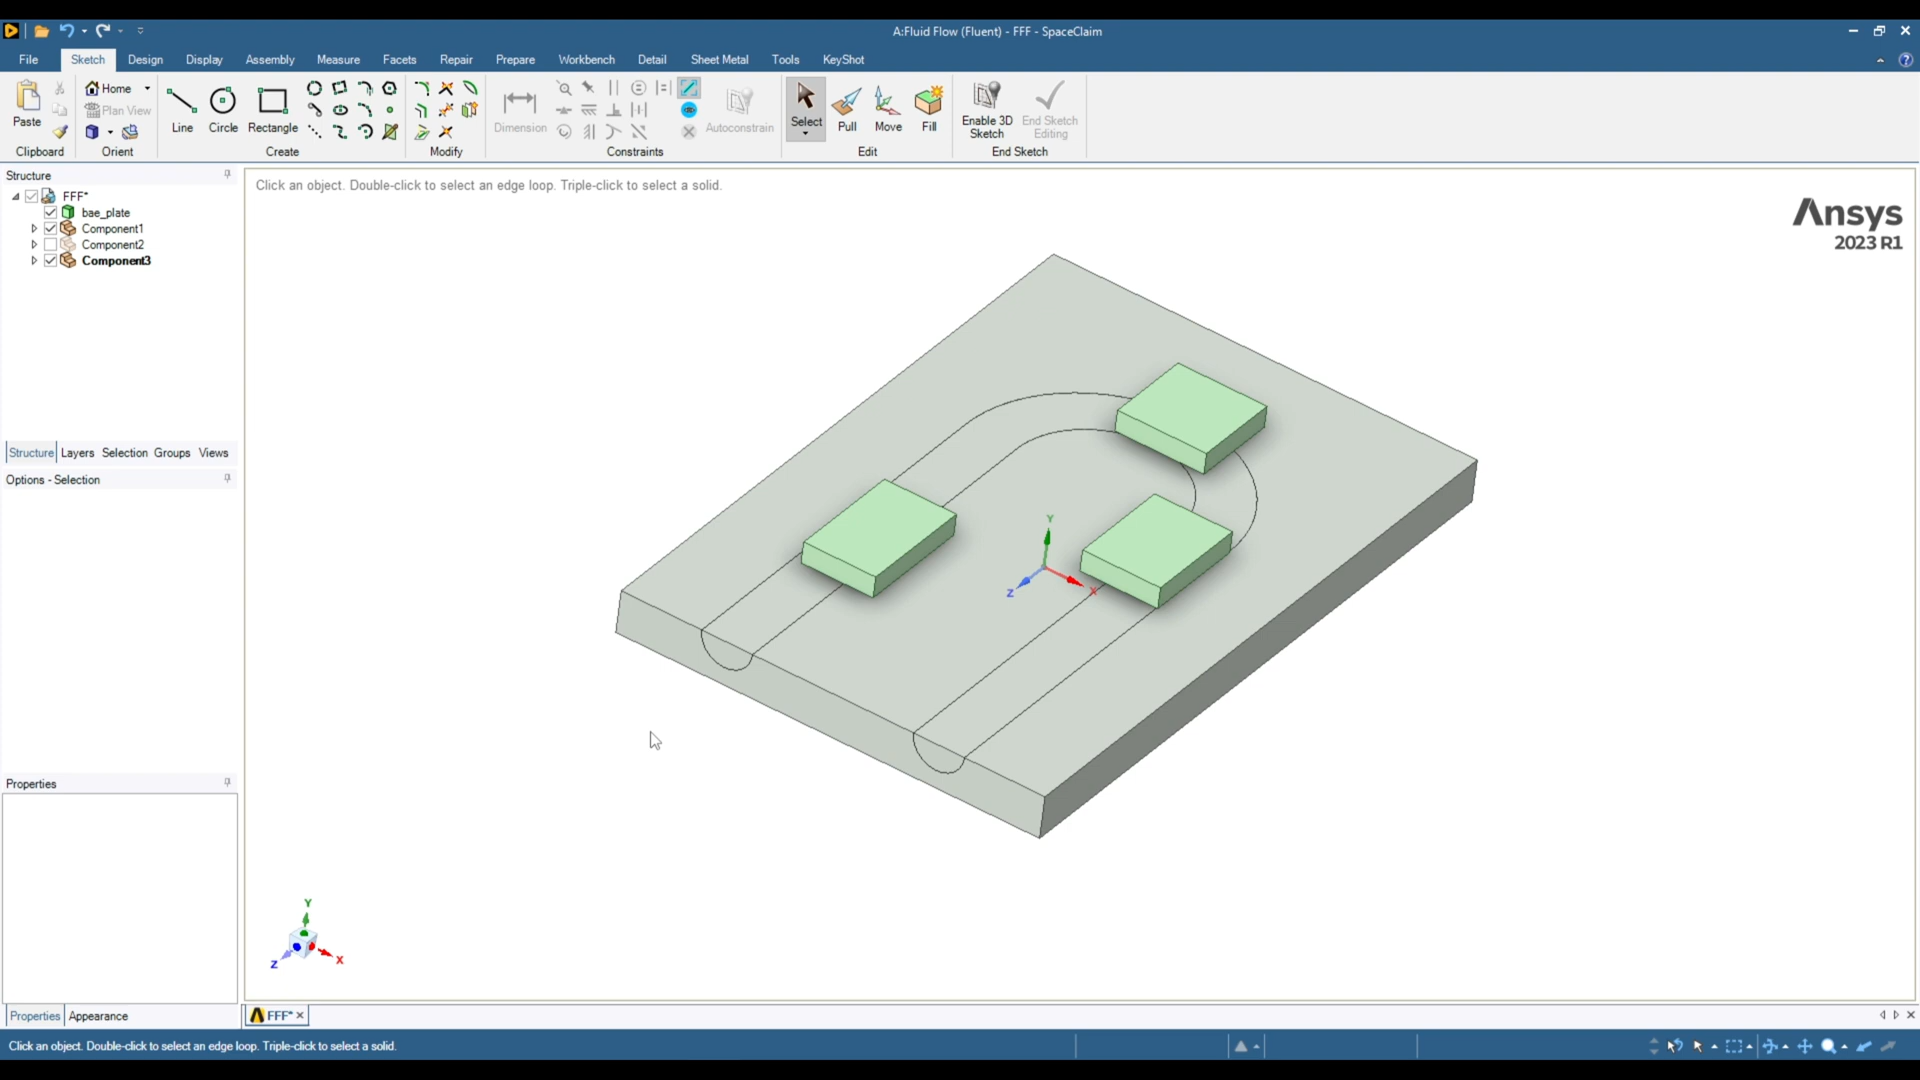 A:Fluid Flow (Fluent) - FFF - SpaceClaim
File Sketch Design Display Assembly Measure Facets Repair Prepare Workbench Detail Sheet Metal Tools KeyShot
Paste
Home
Plan View
Line Circle Rectangle
Dimension
Autoconstrain
Select Pull Move Fill
Enable 3D Sketch
End Sketch Editing
Clipboard Orient Create Modify Constraints Edit End Sketch
Structure
FFF*
bae_plate
Component1
Component2
Component3
Structure Layers Selection Groups Views
Options - Selection
Properties
Properties Appearance
Click an object. Double-click to select an edge loop. Triple-click to select a solid.
Ansys
2023 R1
Y
Z
X
Y
Z
X
FFF*
Click an object. Double-click to select an edge loop. Triple-click to select a solid.